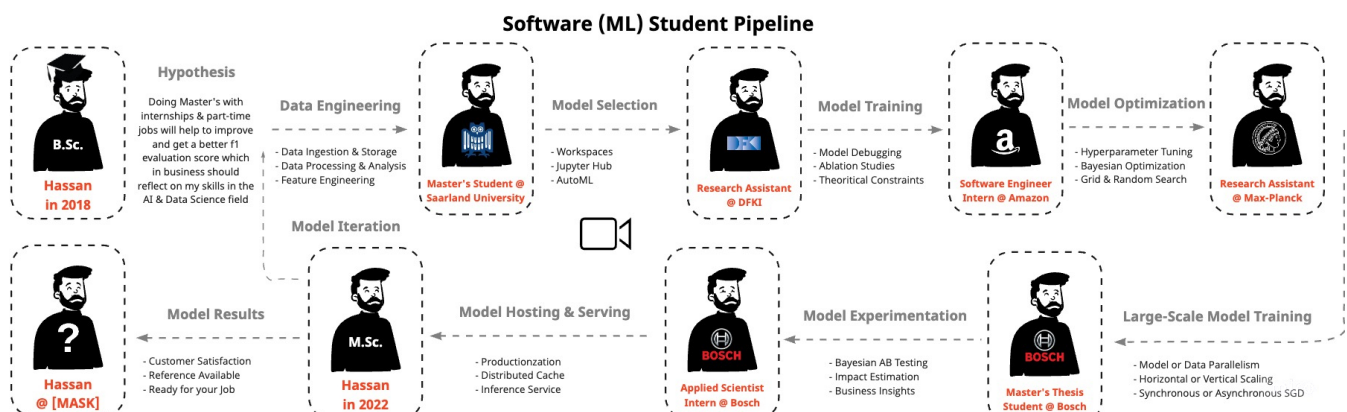 Software (ML) Student Pipeline
B.Sc.
Hassan
in 2018
Hypothesis
Doing Master's with
internships & part-time
jobs will help to improve
and get a better f1
evaluation score which
in business should
reflect on my skills in the
AI & Data Science field
Data Engineering
- Data Ingestion & Storage
- Data Processing & Analysis
- Feature Engineering
Master's Student @
Saarland University
Model Selection
- Workspaces
- Jupyter Hub
- AutoML
DFKI
Research Assistant
@ DFKI
Model Training
- Model Debugging
- Ablation Studies
- Theoritical Constraints
a
Software Engineer
Intern @ Amazon
Model Optimization
- Hyperparameter Tuning
- Bayesian Optimization
- Grid & Random Search
Research Assistant
@ Max-Planck
Large-Scale Model Training
- Model or Data Parallelism
- Horizontal or Vertical Scaling
- Synchronous or Asynchronous SGD
BOSCH
Master's Thesis
Student @ Bosch
Model Experimentation
- Bayesian AB Testing
- Impact Estimation
- Business Insights
BOSCH
Applied Scientist
Intern @ Bosch
Model Hosting & Serving
- Productionzation
- Distributed Cache
- Inference Service
M.Sc.
Hassan
in 2022
Model Iteration
Model Results
- Customer Satisfaction
- Reference Available
- Ready for your Job
?
Hassan
@ [MASK]